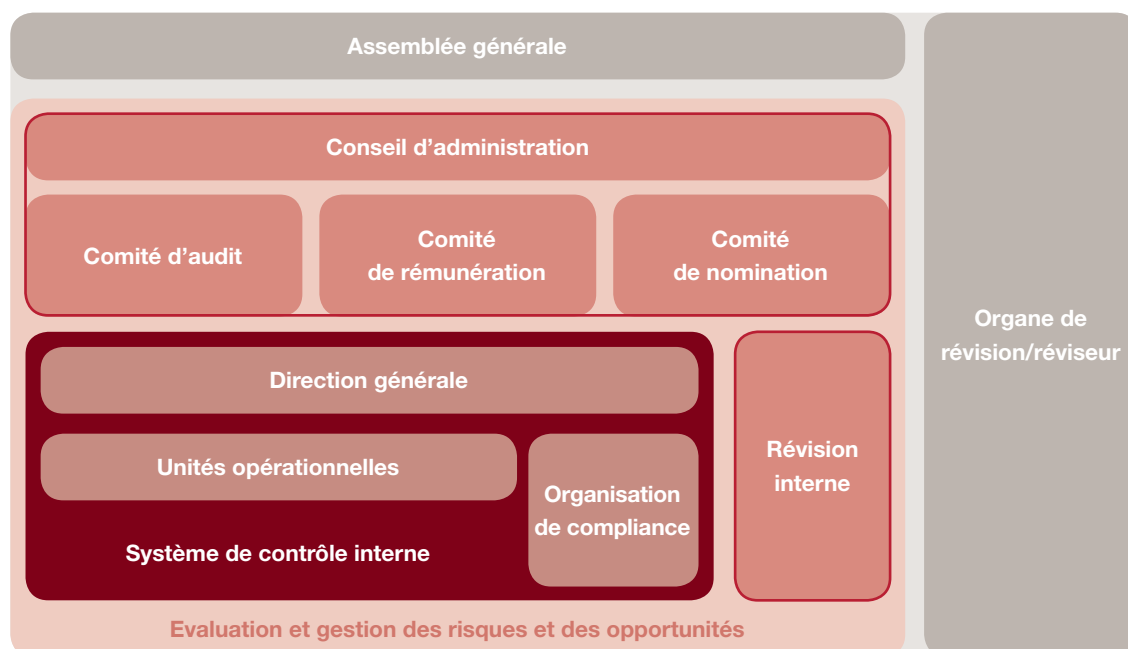 Assemblée générale
Conseil d’administration
Comité d’audit
Comité
de rémunération
Comité
de nomination
Organe de
révision/réviseur
Direction générale
Unités opérationnelles
Organisation
de compliance
Système de contrôle interne
Révision
interne
Evaluation et gestion des risques et des opportunités